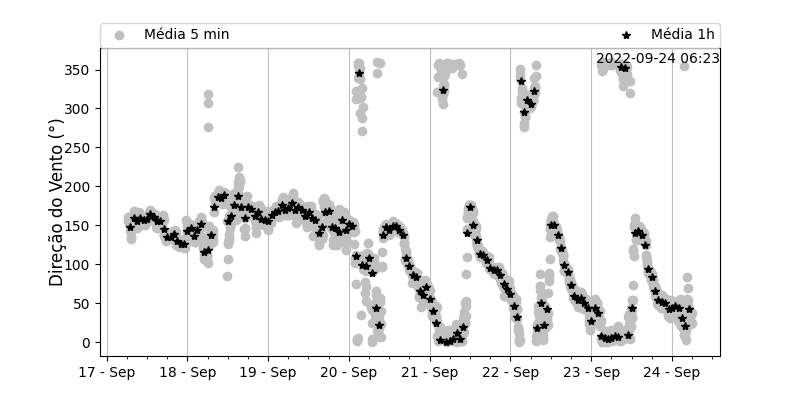 Média 5 min
Média 1h
2022-09-24 06:23
Direção do Vento (°)
350
300
250
200
150
100
50
0
17 - Sep
18 - Sep
19 - Sep
20 - Sep
21 - Sep
22 - Sep
23 - Sep
24 - Sep